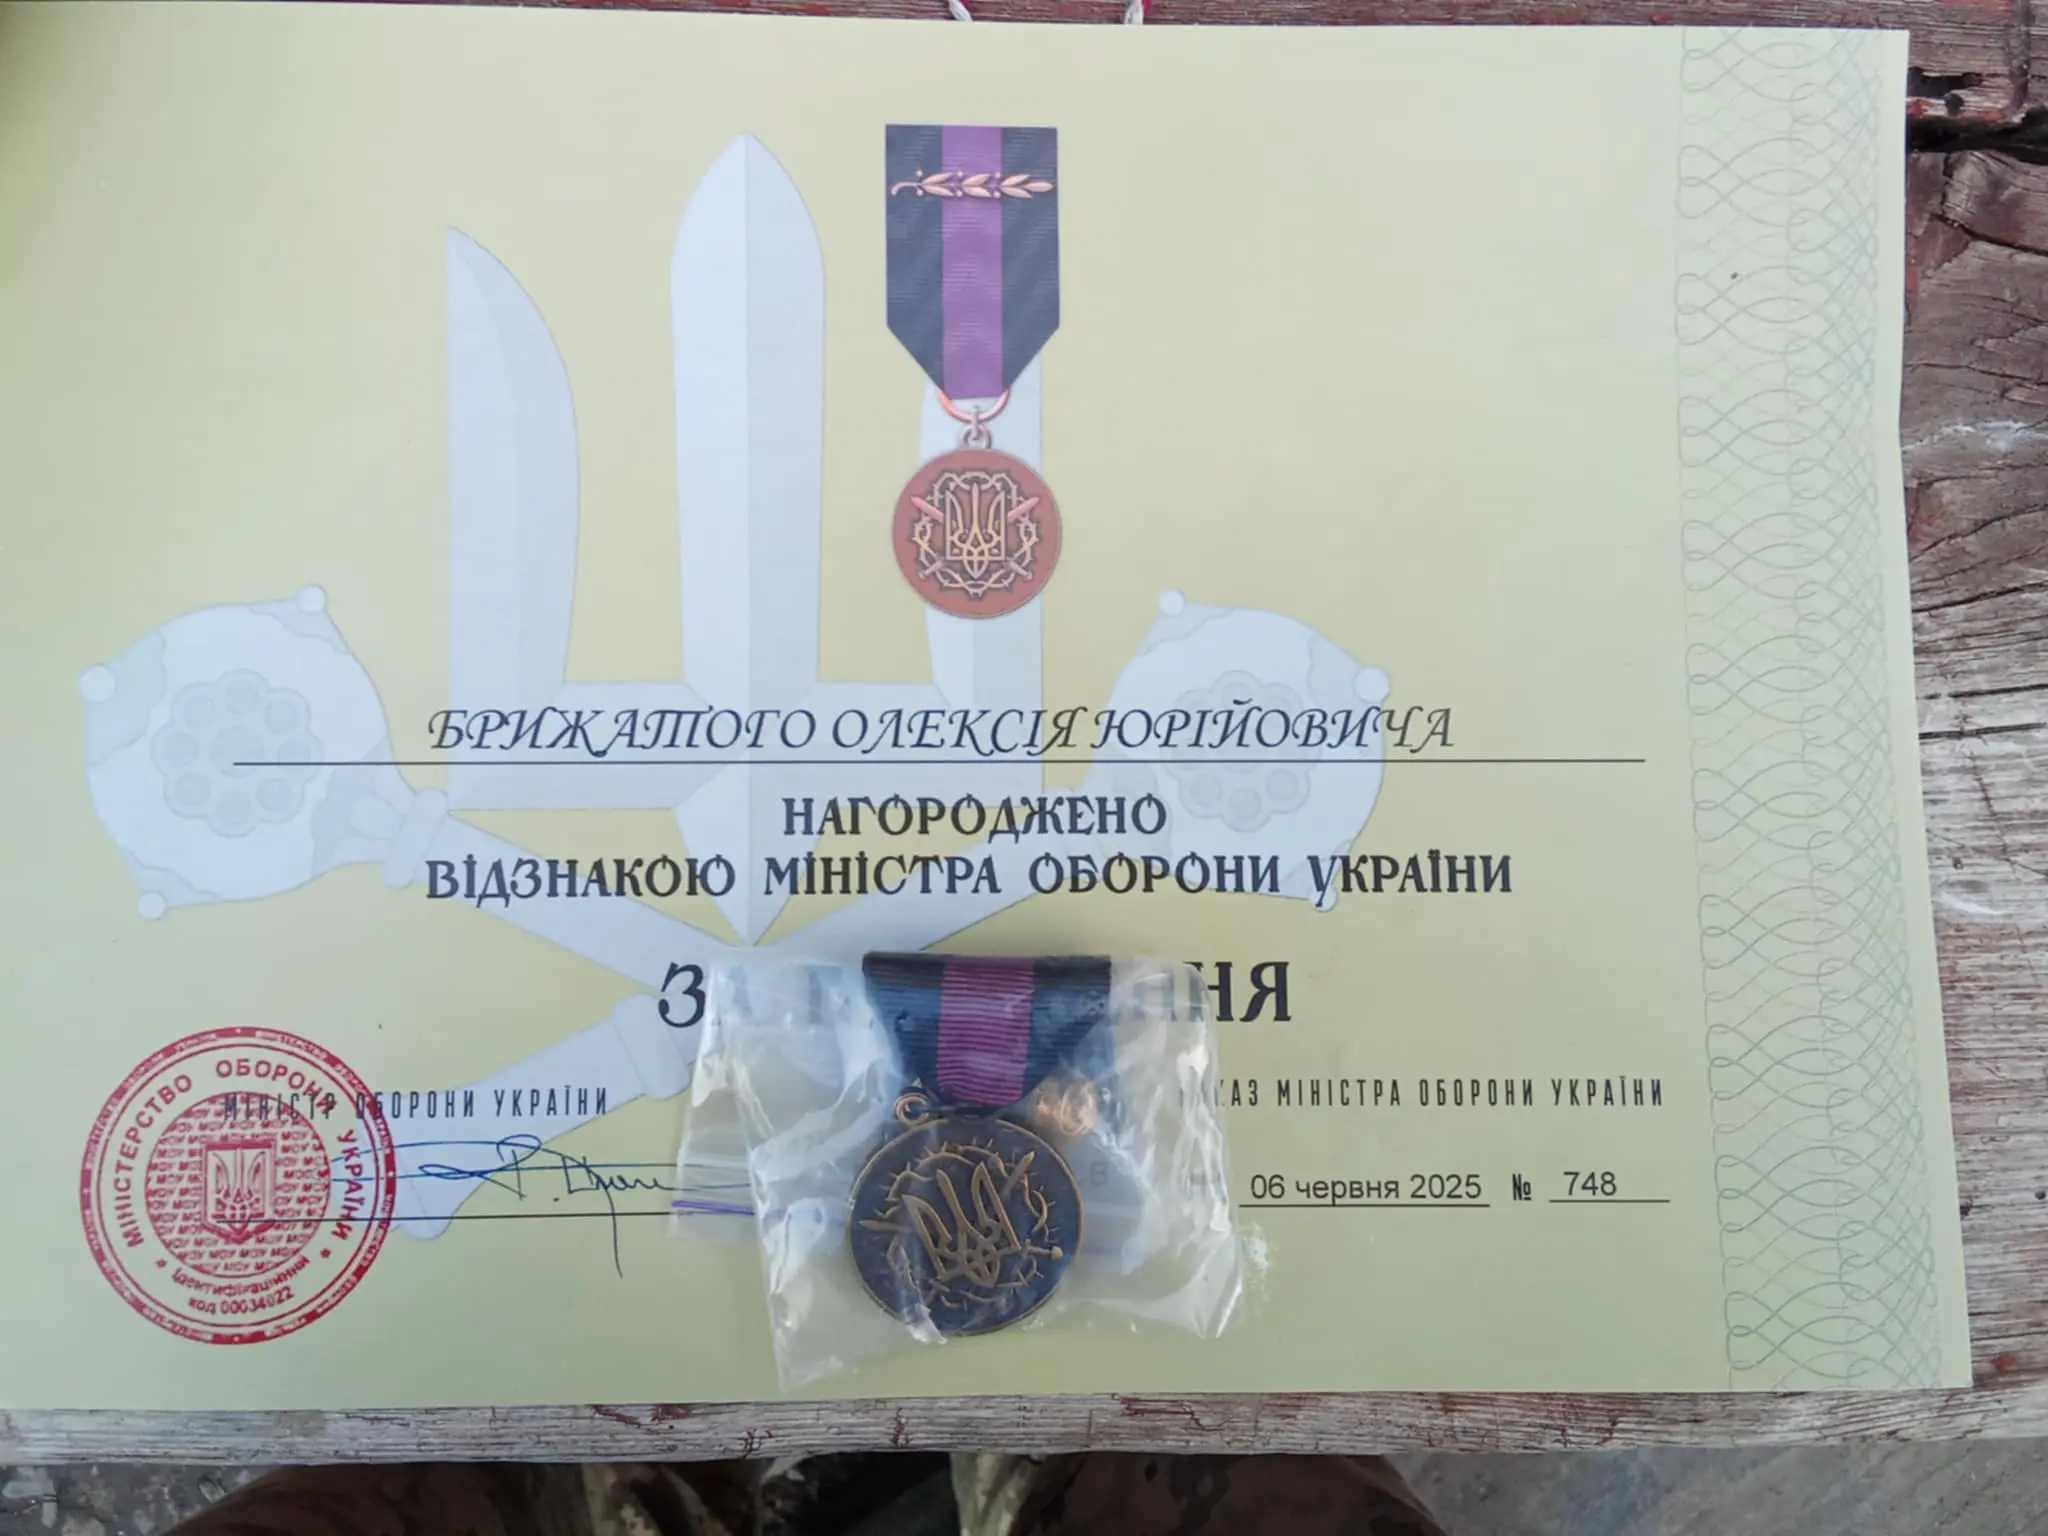 БРИЖАТОГО ОЛЕКСІЯ ЮРІЙОВИЧА
НАГОРОДЖЕНО
ВІДЗНАКОЮ МІНІСТРА ОБОРОНИ УКРАЇНИ
МІНІСТР ОБОРОНИ УКРАЇНИ
МІНІСТРА ОБОРОНИ УКРАЇНИ
06 червня 2025 № 748
МІНІСТЕРСТВО ОБОРОНИ УКРАЇНИ
Ідентифікаційний
код 00034022